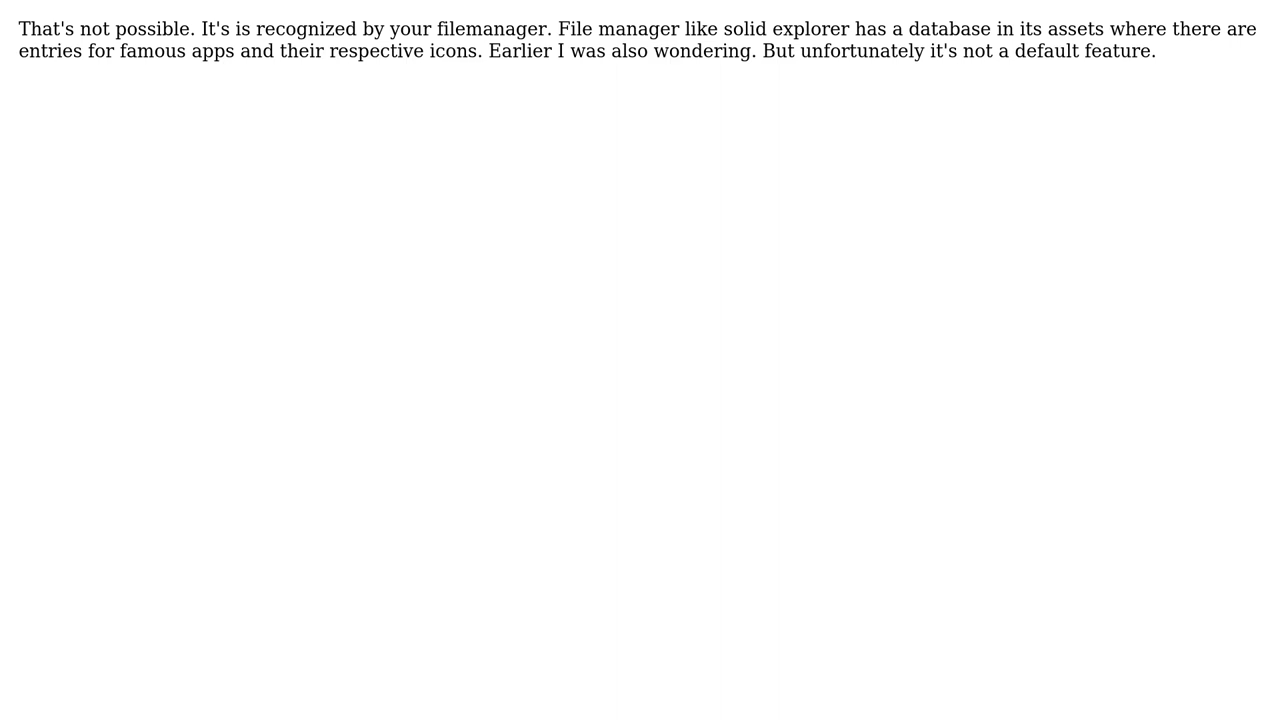 That's not possible. It's is recognized by your filemanager. File manager like solid explorer has a database in its assets where there are
entries for famous apps and their respective icons. Earlier I was also wondering. But unfortunately it's not a default feature.